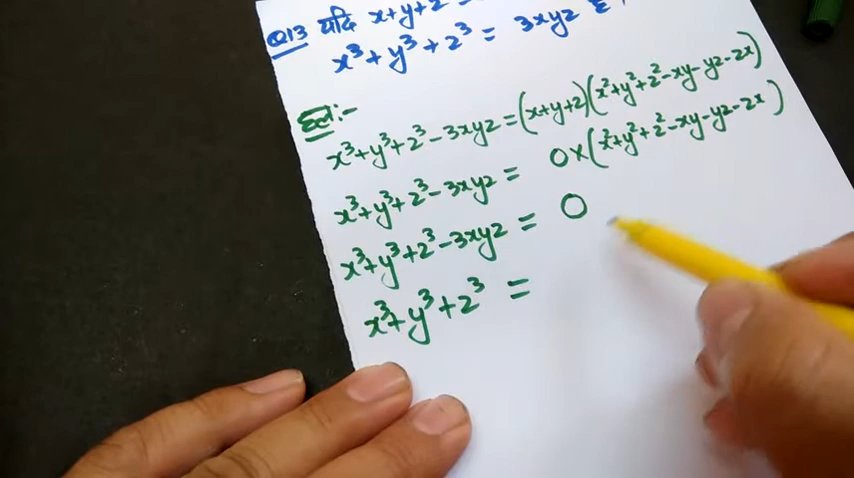 Q13 यदि x+y+z =
x³+y³+z³ = 3xyz
हल:-
x³+y³+z³-3xyz=(x+y+z)(x²+y²+z²-xy-yz-zx)
x³+y³+z³-3xyz = 0×(x²+y²+z²-xy-yz-zx)
x³+y³+z³-3xyz = 0
x³+y³+z³ =